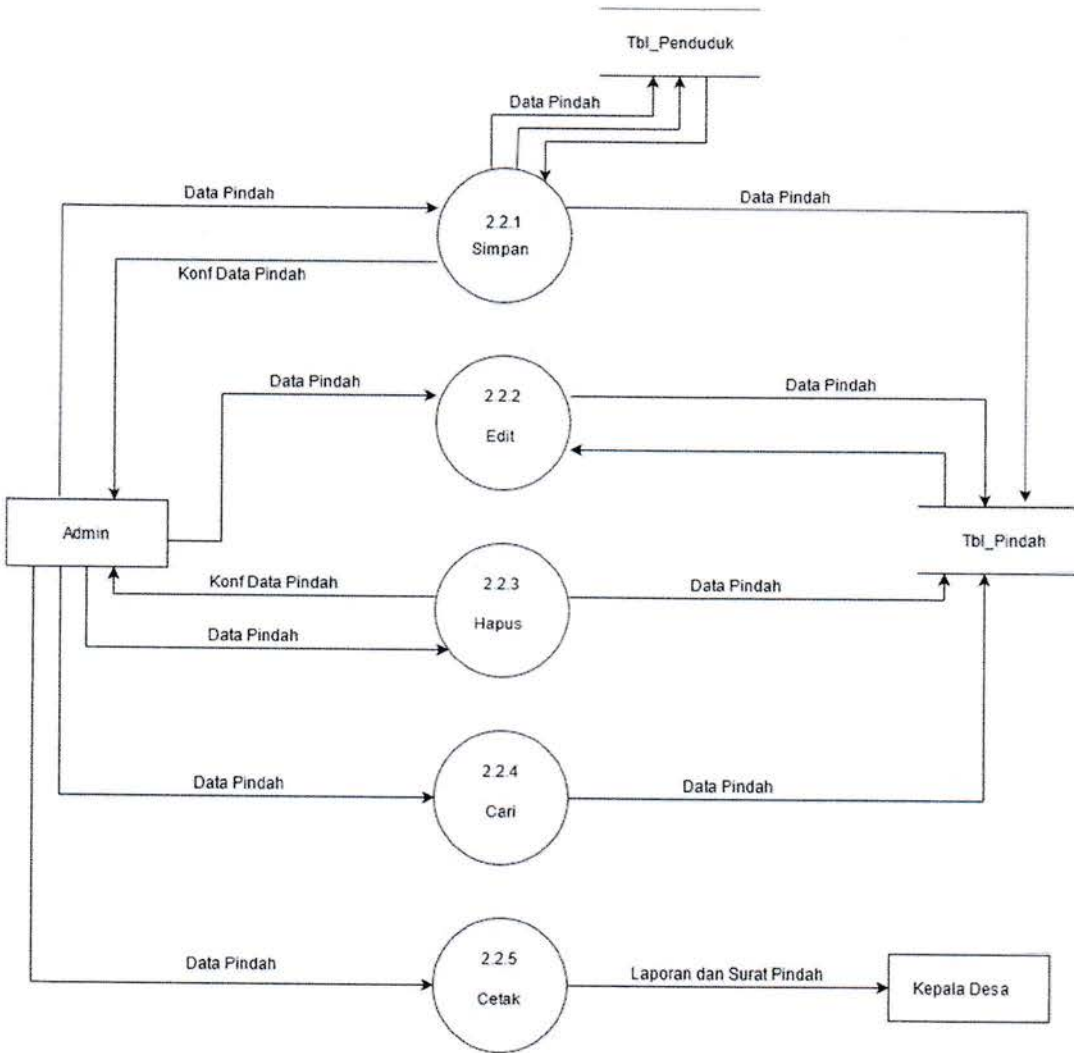 Tbl_Penduduk
Data Pindah
Data Pindah
2.2.1
Simpan
Data Pindah
Konf Data Pindah
Data Pindah
2.2.2
Edit
Data Pindah
Admin
Tbl_Pindah
Konf Data Pindah
2.2.3
Hapus
Data Pindah
Data Pindah
2.2.4
Cari
Data Pindah
Data Pindah
Data Pindah
2.2.5
Cetak
Laporan dan Surat Pindah
Kepala Desa